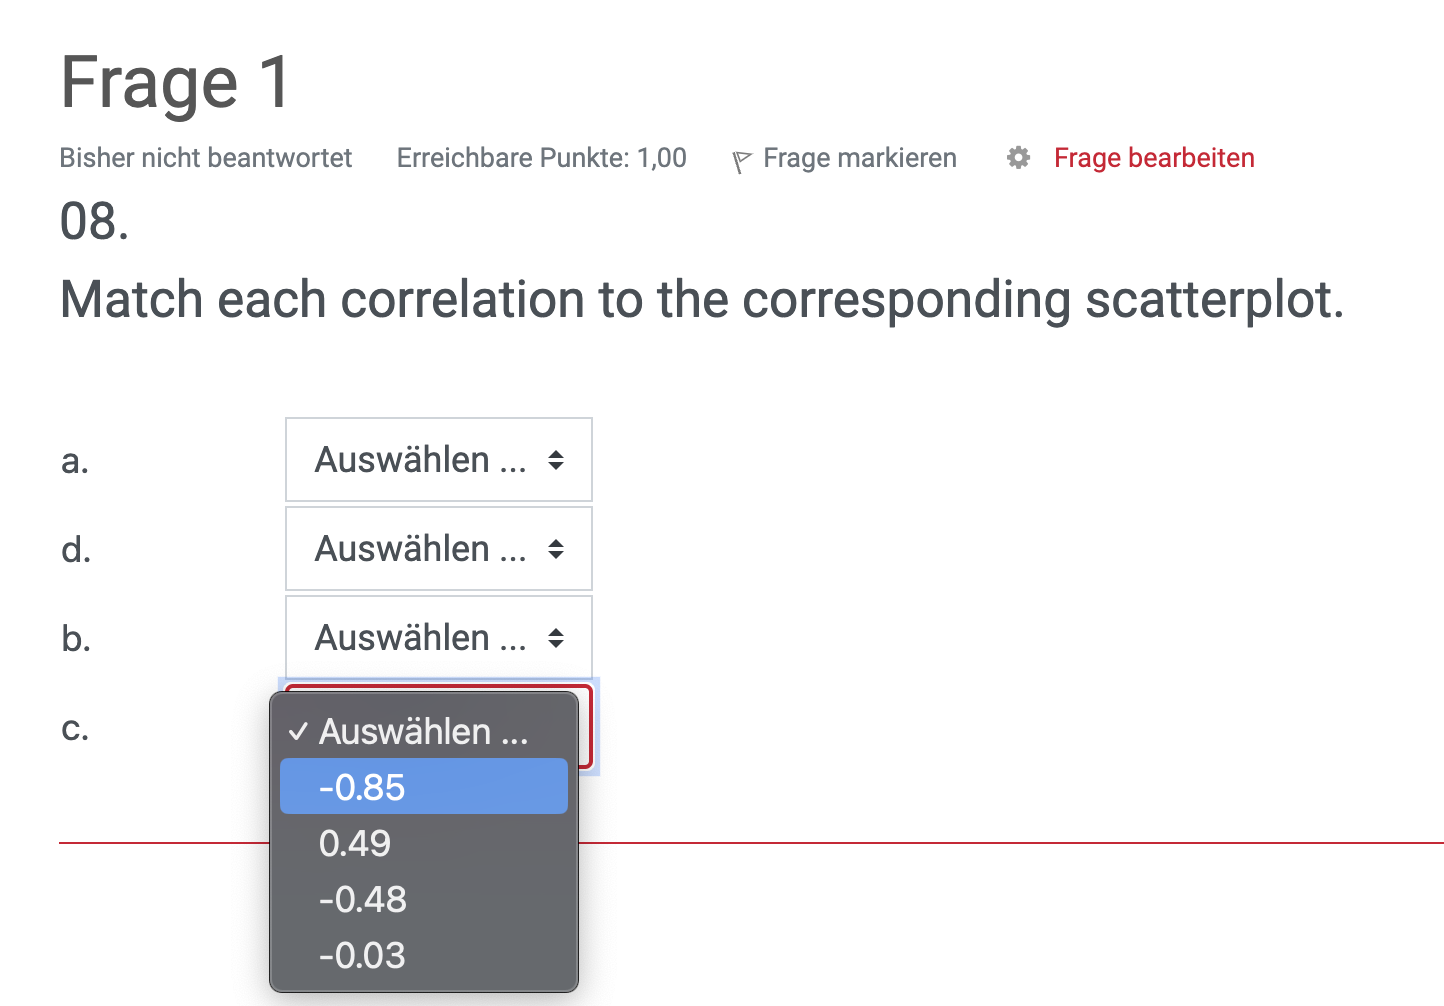 Frage 1
Bisher nicht beantwortet Erreichbare Punkte: 1,00 Frage markieren Frage bearbeiten
08.
Match each correlation to the corresponding scatterplot.
a. Auswählen ...
d. Auswählen ...
b. Auswählen ...
c. ✓ Auswählen ...
-0.85
0.49
-0.48
-0.03